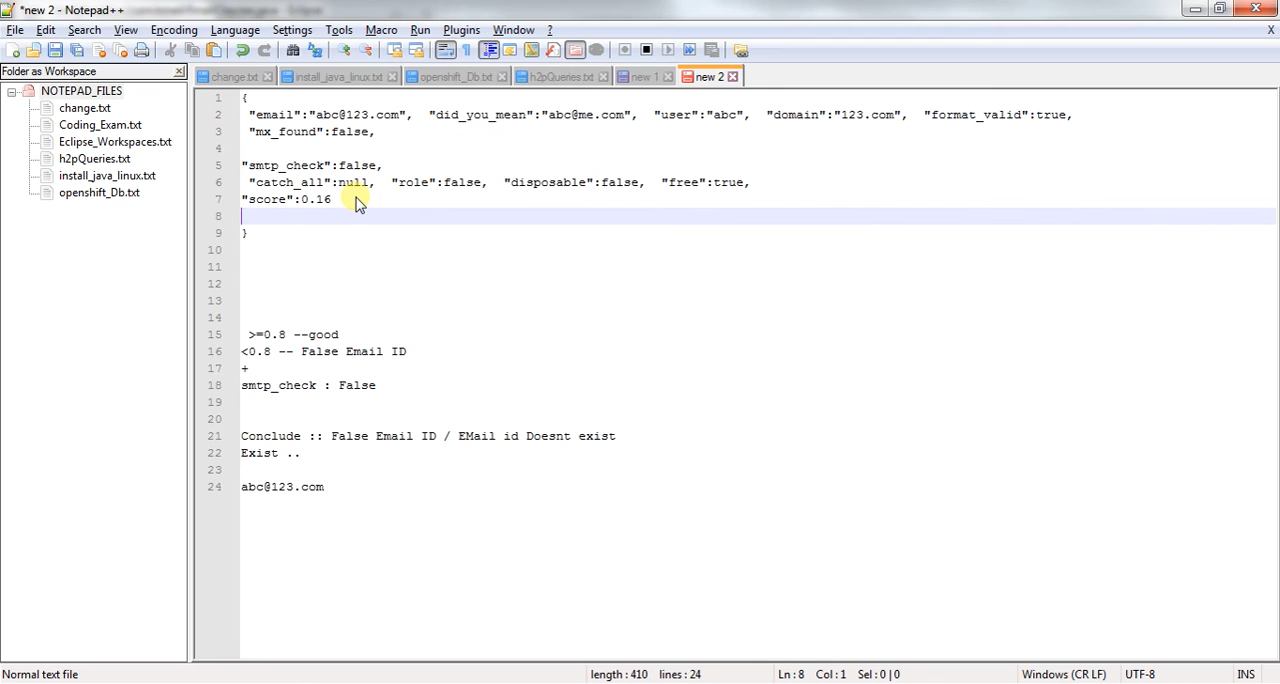 *new 2 - Notepad++
File Edit Search View Encoding Language Settings Tools Macro Run Plugins Window ? X
Folder as Workspace
change.txt install_java_linux.txt openshift_Db.txt h2pQueries.txt new 1 new 2
NOTEPAD_FILES
change.txt
Coding_Exam.txt
Eclipse_Workspaces.txt
h2pQueries.txt
install_java_linux.txt
openshift_Db.txt
1 {
2 "email":"abc@123.com", "did_you_mean":"abc@me.com", "user":"abc", "domain":"123.com", "format_valid":true,
3 "mx_found":false,
4
5 "smtp_check":false,
6 "catch_all":null, "role":false, "disposable":false, "free":true,
7 "score":0.16
8
9 }
10
11
12
13
14
15 >=0.8 --good
16 <0.8 -- False Email ID
17 +
18 smtp_check : False
19
20
21 Conclude :: False Email ID / EMail id Doesnt exist
22 Exist ..
23
24 abc@123.com
Normal text file length : 410 lines : 24 Ln : 8 Col : 1 Sel : 0 | 0 Windows (CR LF) UTF-8 INS